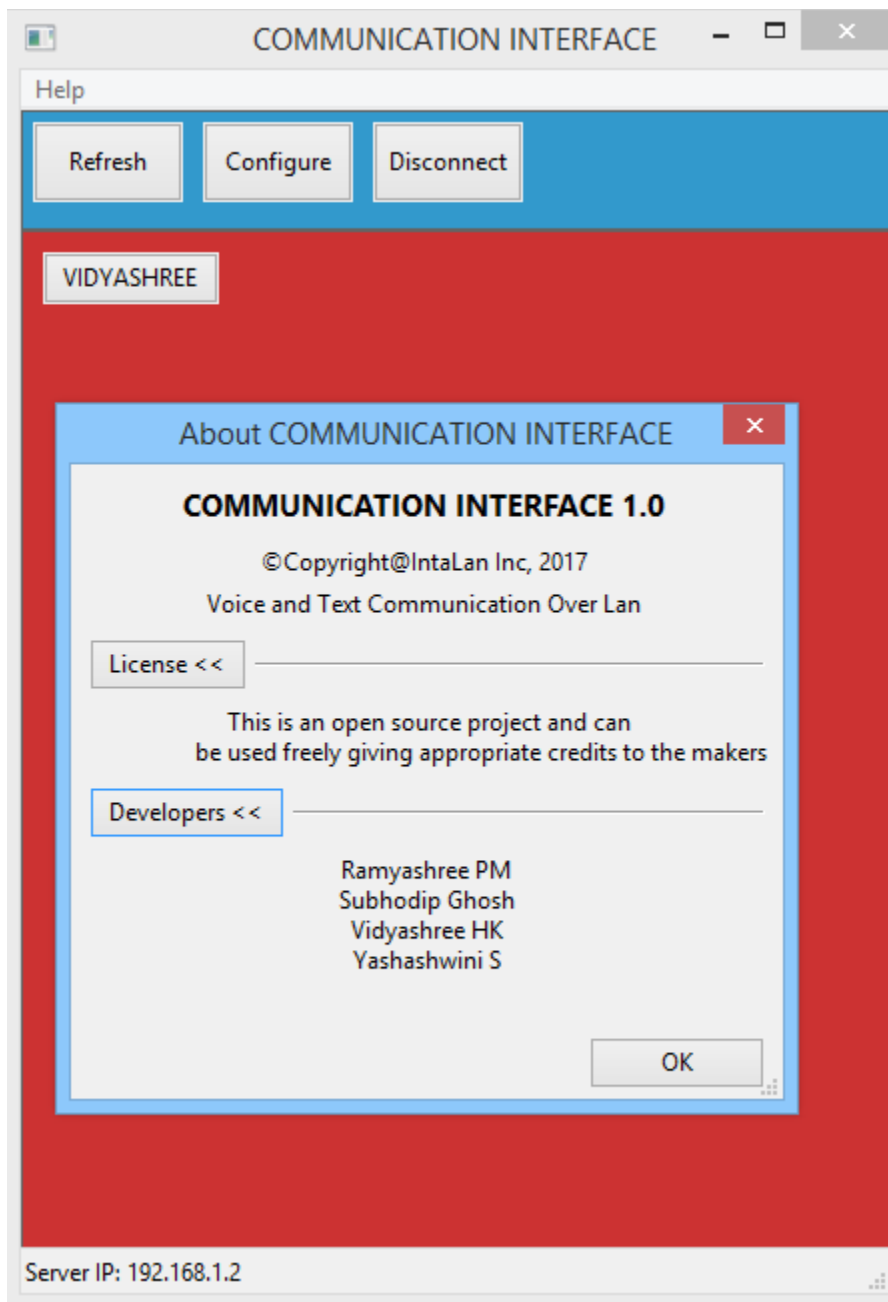 COMMUNICATION INTERFACE
Help
Refresh Configure Disconnect
VIDYASHREE
About COMMUNICATION INTERFACE
COMMUNICATION INTERFACE 1.0
©Copyright@IntaLan Inc, 2017
Voice and Text Communication Over Lan
License <<
This is an open source project and can
be used freely giving appropriate credits to the makers
Developers <<
Ramyashree PM
Subhodip Ghosh
Vidyashree HK
Yashashwini S
OK
Server IP: 192.168.1.2